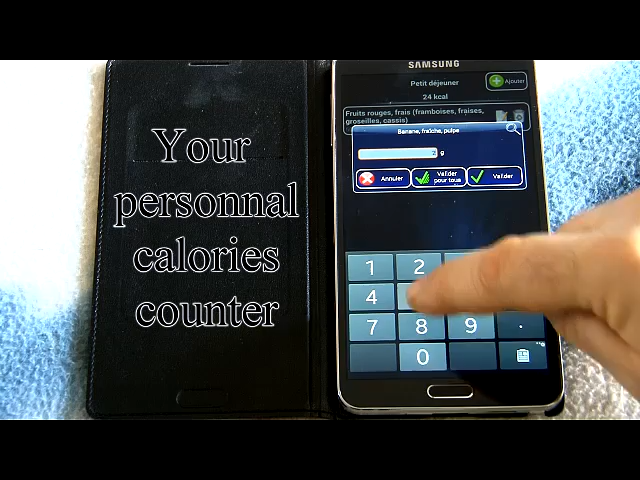 Your
personnal
calories
counter
SAMSUNG
Petit déjeuner
Ajouter
24 kcal
Fruits rouges, frais (framboises, fraises,
groseilles, cassis)
Banane, fraîche, pulpe
g
Annuler
Valider
pour tous
Valider
1 2
4
7 8 9 .
0